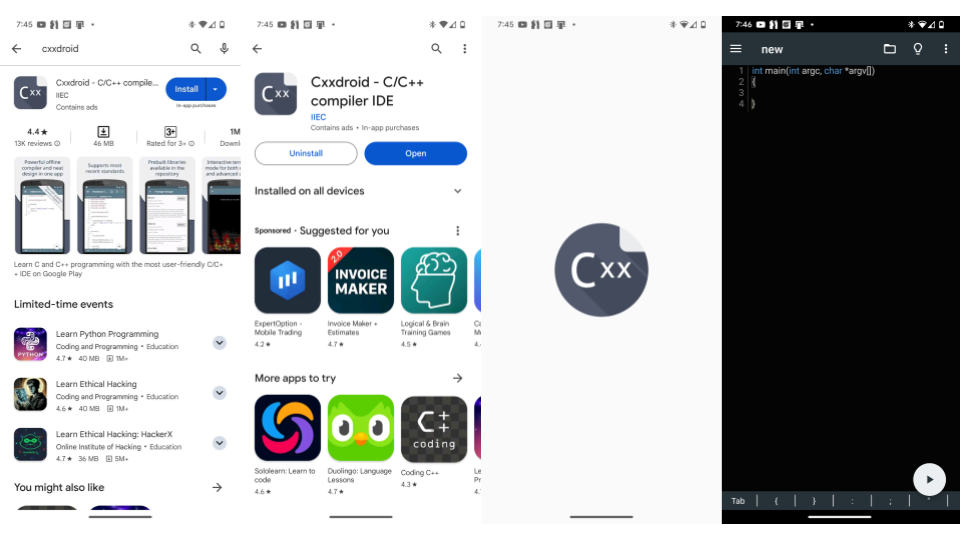 7:45
cxxdroid
Cxx
Cxxdroid - C/C++ compile...
IIEC
Contains ads
Install
In-app purchases
4.4★
13K reviews
46 MB
3+
Rated for 3+
1M
Downl
Powerful offline
compiler and neat
design in one app
Supports most
recent standards
Prebuilt libraries
available in the
repository
Interactive
mode for both
and advanced
Learn C and C++ programming with the most user-friendly C/C+
+ IDE on Google Play
Limited-time events
PYTHON
Learn Python Programming
Coding and Programming • Education
4.7★ 40 MB 1M+
Learn Ethical Hacking
Coding and Programming • Education
4.6★ 40 MB 1M+
Learn Ethical Hacking: HackerX
Online Institute of Hacking • Education
4.7★ 36 MB 5M+
You might also like
7:45
Cxx
Cxxdroid - C/C++
compiler IDE
IIEC
Contains ads • In-app purchases
Uninstall
Open
Installed on all devices
Sponsored • Suggested for you
2.0
INVOICE
MAKER
ExpertOption -
Mobile Trading
4.2★
Invoice Maker +
Estimates
4.7★
Logical & Brain
Training Games
4.5★
More apps to try
C++
coding
Sololearn: Learn to
code
4.6★
Duolingo: Language
Lessons
4.7★
Coding C++
4.3★
7:45
Cxx
7:46
new
1 int main(int argc, char *argv[])
2 {
3
4 }
Tab { } : ; "